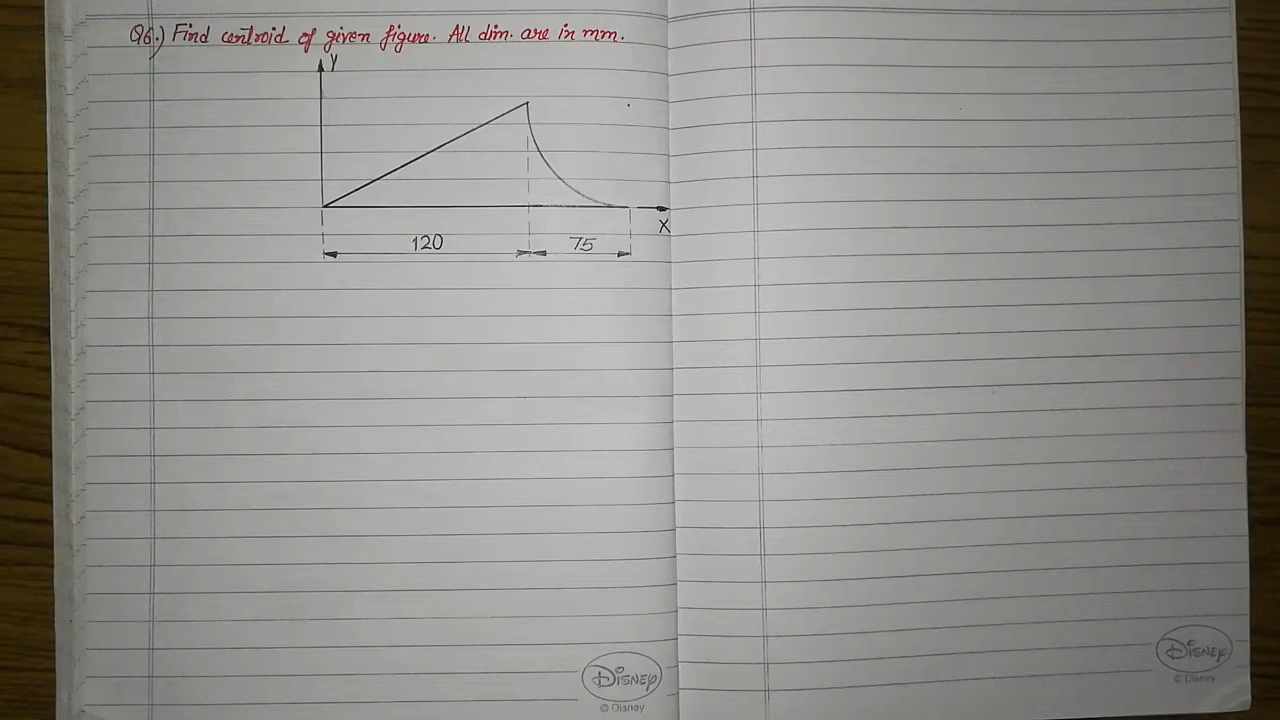 Q6.) Find centroid of given figure. All dim. are in mm.
Y
X
120
75
DISNEY
© Disney
DISNEY
© Disney